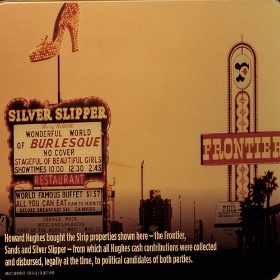 SILVER SLIPPER
WONDERFUL WORLD
OF BURLESQUE
NO COVER
STAGEFUL OF BEAUTIFUL GIRLS
SHOWTIMES 10:00 12:30 2:45
RESTAURANT
WORLD FAMOUS BUFFET $1.57
ALL YOU CAN EAT 
FRONTIER
Howard Hughes bought the Strip properties shown here – the Frontier,
Sands and Silver Slipper – from which all Hughes cash contributions were collected
and disbursed, legally at the time, to political candidates of both parties.